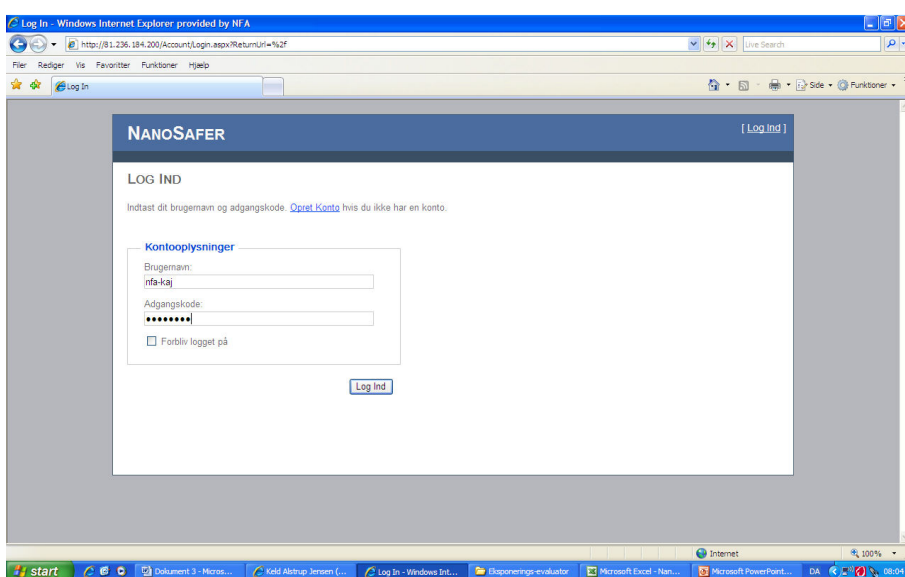 Log In - Windows Internet Explorer provided by NFA
http://81.236.184.200/Account/Login.aspx?ReturnUrl=%2f
Live Search
Filer Rediger Vis Favoritter Funktioner Hjælp
Log In
Side Funktioner
NANOSAFER
[ Log Ind ]
LOG IND
Indtast dit brugernavn og adgangskode. Opret Konto hvis du ikke har en konto.
Kontooplysninger
Brugernavn:
nfa-kaj
Adgangskode:
••••••••
Forbliv logget på
Log Ind
Internet
100%
start
Dokument 3 - Micros...
Keld Alstrup Jensen (...
Log In - Windows Int...
Eksponerings-evaluator
Microsoft Excel - Nan...
Microsoft PowerPoint...
DA
08:04